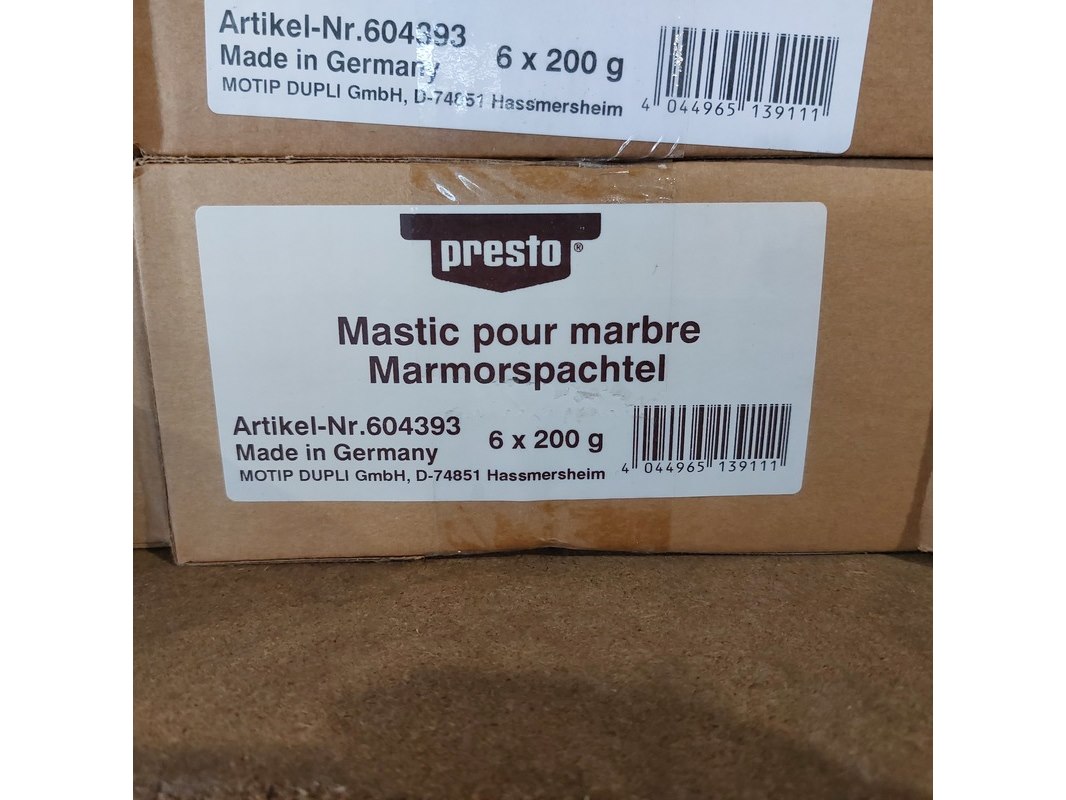 Artikel-Nr.604393
Made in Germany
6 x 200 g
MOTIP DUPLI GmbH, D-74851 Hassmersheim
4 044965 139111
presto®
Mastic pour marbre
Marmorspachtel
Artikel-Nr.604393
Made in Germany
6 x 200 g
MOTIP DUPLI GmbH, D-74851 Hassmersheim
4 044965 139111